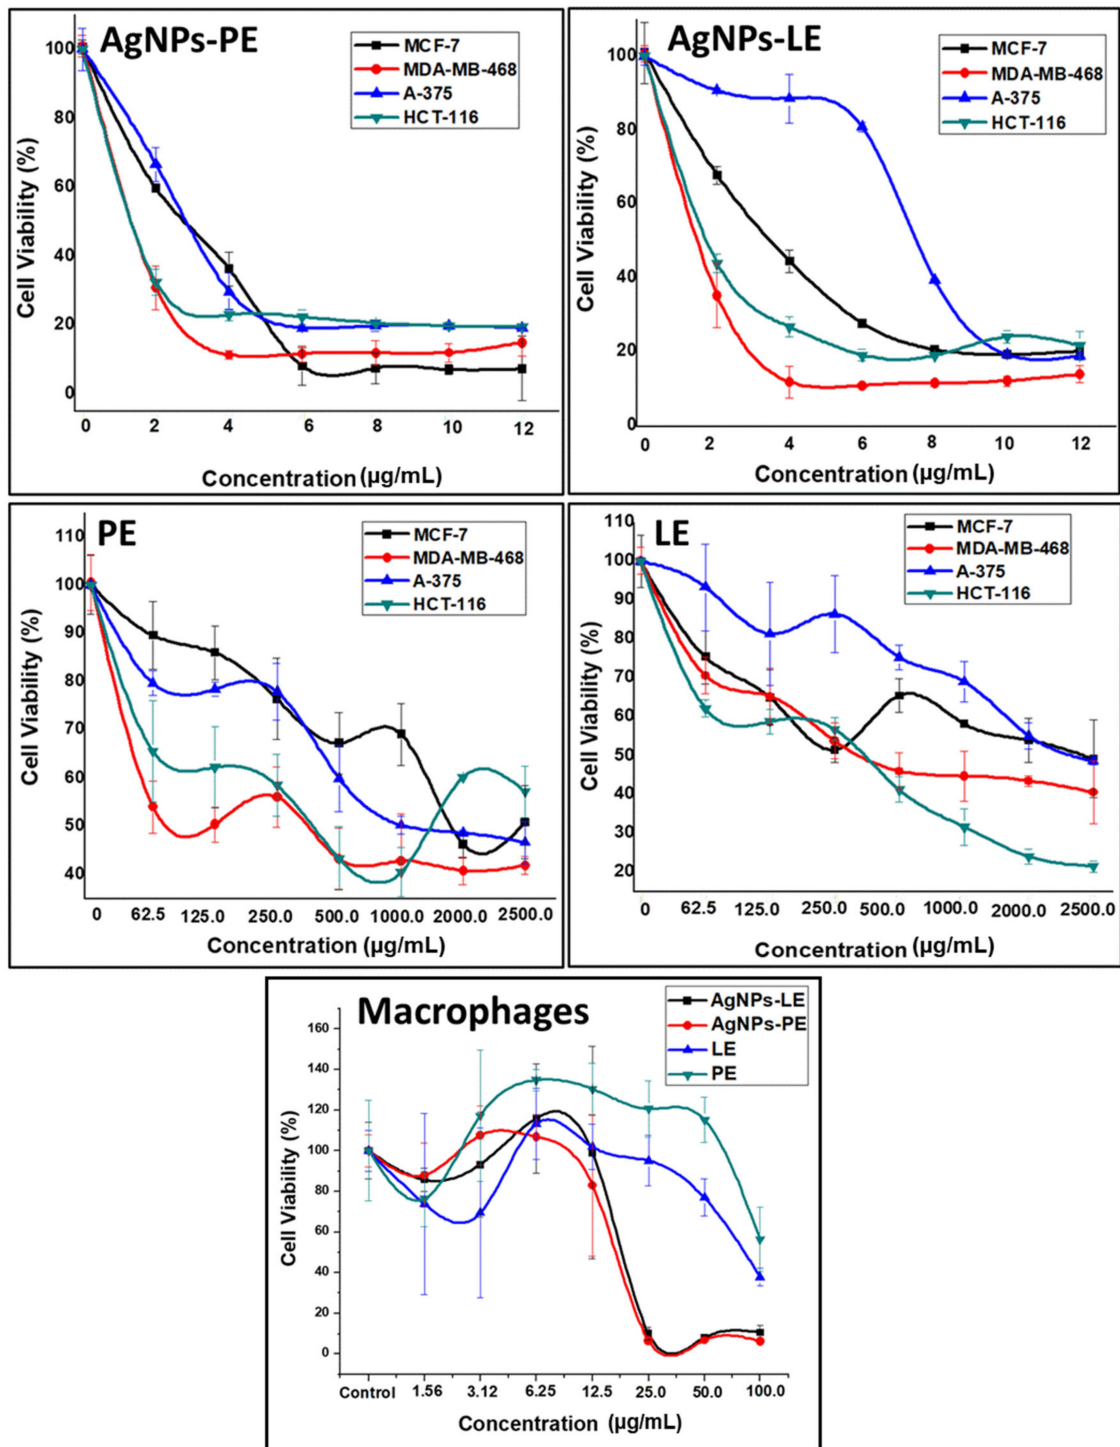 AgNPs-PE
MCF-7
MDA-MB-468
A-375
HCT-116
Cell Viability (%)
100
80
60
40
20
0
0 2 4 6 8 10 12
Concentration (µg/mL)
AgNPs-LE
MCF-7
MDA-MB-468
A-375
HCT-116
Cell Viability (%)
100
80
60
40
20
0
0 2 4 6 8 10 12
Concentration (µg/mL)
PE
MCF-7
MDA-MB-468
A-375
HCT-116
Cell Viability (%)
110
100
90
80
70
60
50
40
0 62.5 125.0 250.0 500.0 1000.0 2000.0 2500.0
Concentration (µg/mL)
LE
MCF-7
MDA-MB-468
A-375
HCT-116
Cell Viability (%)
110
100
90
80
70
60
50
40
30
20
0 62.5 125.0 250.0 500.0 1000.0 2000.0 2500.0
Concentration (µg/mL)
Macrophages
AgNPs-LE
AgNPs-PE
LE
PE
Cell Viability (%)
160
140
120
100
80
60
40
20
0
Control 1.56 3.12 6.25 12.5 25.0 50.0 100.0
Concentration (µg/mL)